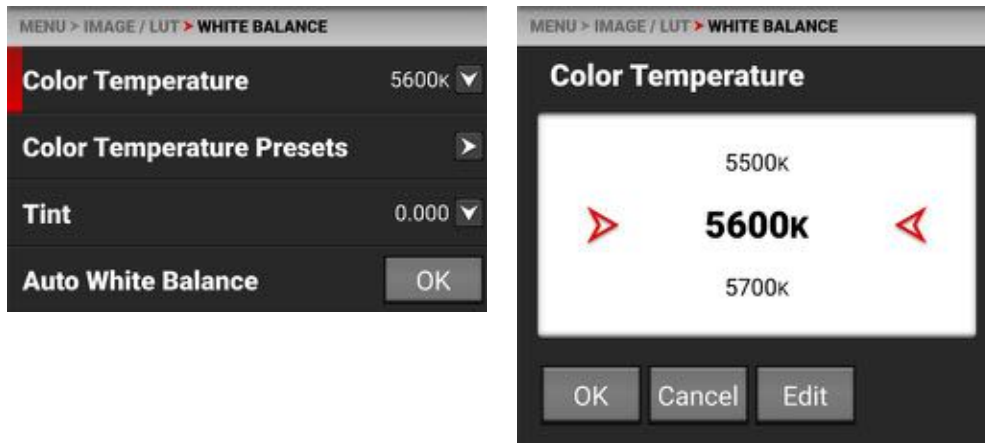 MENU > IMAGE / LUT > WHITE BALANCE
Color Temperature 5600K
Color Temperature Presets
Tint 0.000
Auto White Balance OK
MENU > IMAGE / LUT > WHITE BALANCE
Color Temperature
5500K
5600K
5700K
OK Cancel Edit